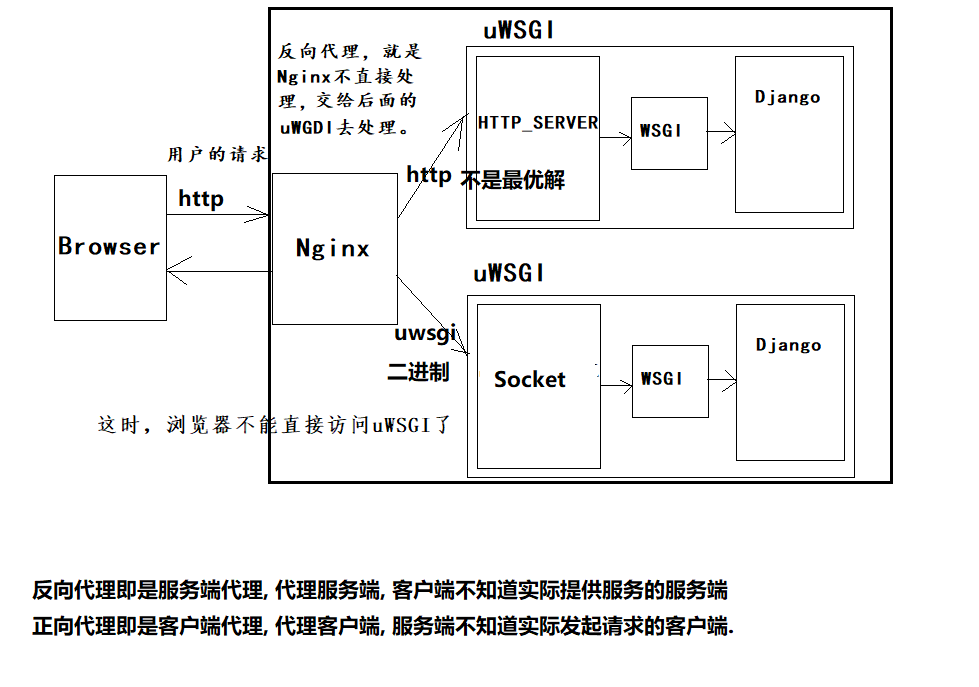 uWSGI
反向代理，就是
Nginx不直接处
理，交给后面的
uWGDI去处理。
HTTP_SERVER
WSGI
Django
用户的请求
http
http 不是最优解
Browser
Nginx
uWSGI
uwsgi
二进制
Socket
WSGI
Django
这时，浏览器不能直接访问uWSGI了
反向代理即是服务端代理, 代理服务端, 客户端不知道实际提供服务的服务端
正向代理即是客户端代理, 代理客户端, 服务端不知道实际发起请求的客户端.